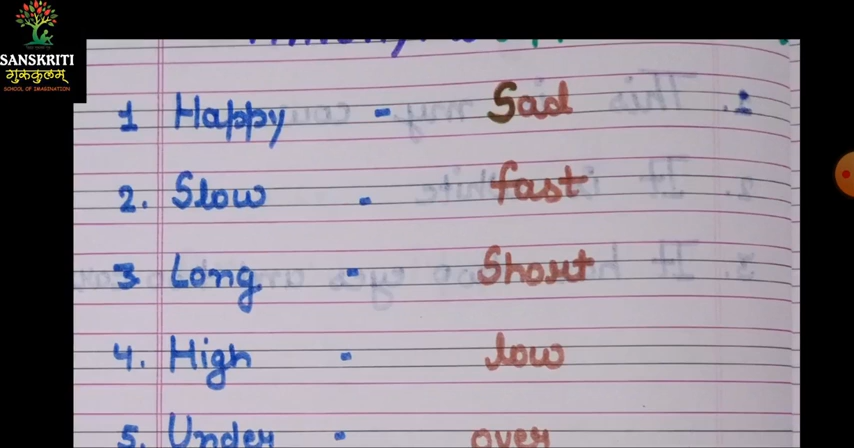 SANSKRITI
गुरुकुलम्
SCHOOL OF IMAGINATION
1 Happy - Sad
2. Slow - fast
3 Long - Short
4. High - low
5. Under - over